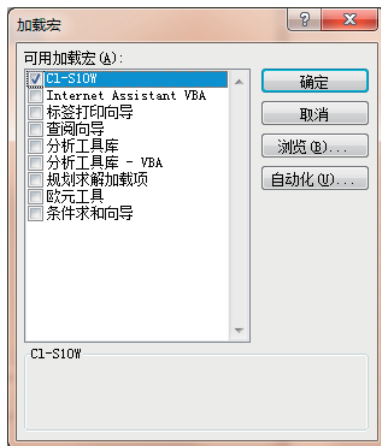 加载宏
可用加载宏(A):
Cl-S10W
Internet Assistant VBA
标签打印向导
查阅向导
分析工具库
分析工具库 - VBA
规划求解加载项
欧元工具
条件求和向导
确定
取消
浏览(B)...
自动化(U)...
Cl-S10W